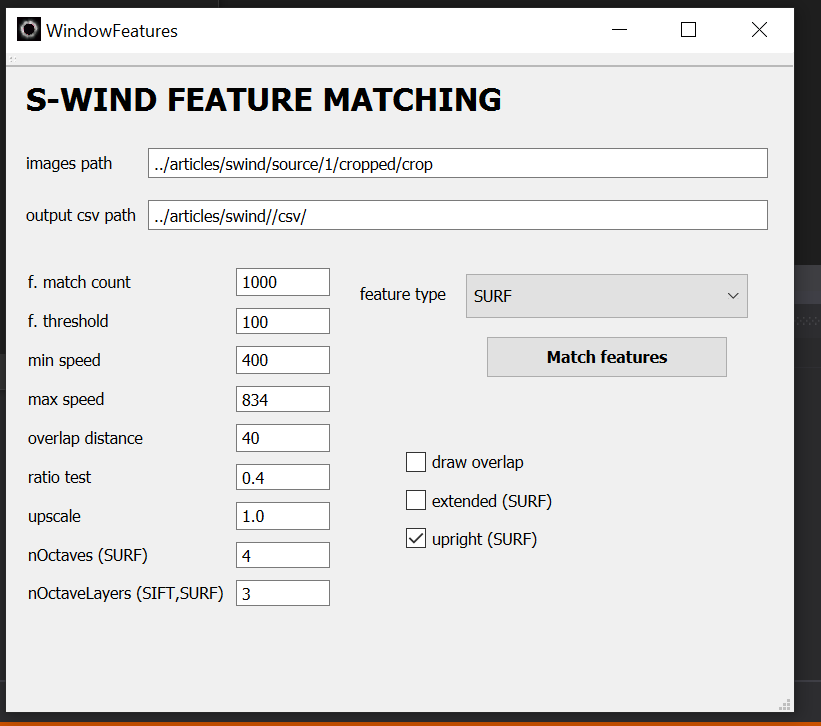 WindowFeatures
S-WIND FEATURE MATCHING
images path ../articles/swind/source/1/cropped/crop
output csv path ../articles/swind//csv/
f. match count 1000
feature type SURF
f. threshold 100
min speed 400
Match features
max speed 834
overlap distance 40
draw overlap
ratio test 0.4
extended (SURF)
upscale 1.0
upright (SURF)
nOctaves (SURF) 4
nOctaveLayers (SIFT,SURF) 3